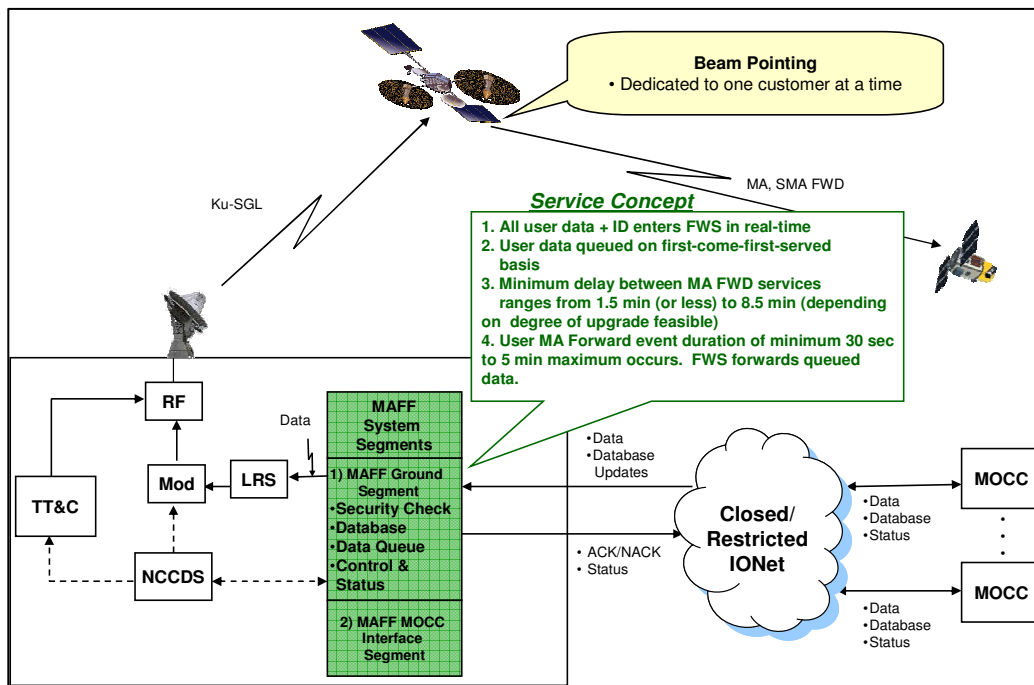 Beam Pointing
• Dedicated to one customer at a time
MA, SMA FWD
Ku-SGL
Service Concept
1. All user data + ID enters FWS in real-time
2. User data queued on first-come-first-served
basis
3. Minimum delay between MA FWD services
ranges from 1.5 min (or less) to 8.5 min (depending
on degree of upgrade feasible)
4. User MA Forward event duration of minimum 30 sec
to 5 min maximum occurs. FWS forwards queued
data.
RF
MAFF
System
Segments
Data
•Data
•Database
Updates
TT&C
Mod
LRS
1) MAFF Ground
Segment
•Security Check
•Database
•Data Queue
•Control &
Status
Closed/
Restricted
IONet
MOCC
•Data
•Database
•Status
NCCDS
• ACK/NACK
• Status
MOCC
2) MAFF MOCC
Interface
Segment
•Data
•Database
•Status